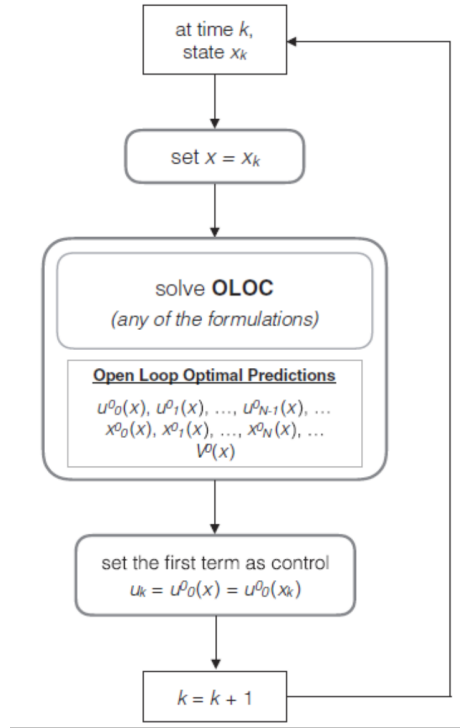 at time k,
state xₖ
set x = xₖ
solve OLOC
(any of the formulations)
Open Loop Optimal Predictions
u⁰₀(x), u⁰₁(x), ..., u⁰N-1(x), ...
x⁰₀(x), x⁰₁(x), ..., x⁰N(x), ...
V⁰(x)
set the first term as control
uₖ = u⁰₀(x) = u⁰₀(xₖ)
k = k + 1